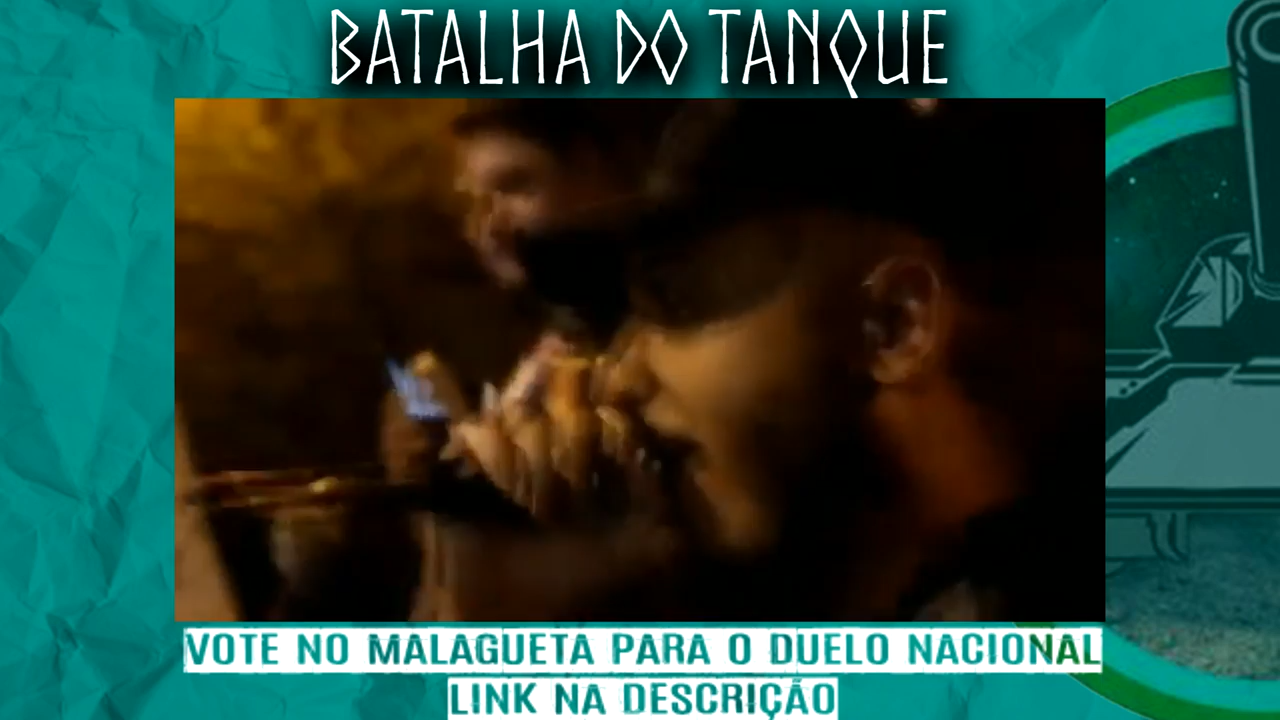 BATALHA DO TANQUE
VOTE NO MALAGUETA PARA O DUELO NACIONAL
LINK NA DESCRIÇÃO